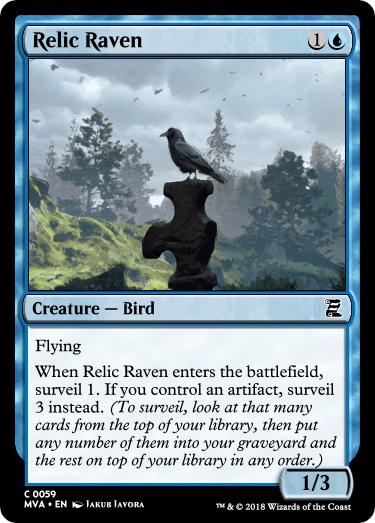 Relic Raven 1
Creature — Bird
Flying
When Relic Raven enters the battlefield,
surveil 1. If you control an artifact, surveil
3 instead. (To surveil, look at that many
cards from the top of your library, then put
any number of them into your graveyard and
the rest on top of your library in any order.)
1/3
C 0059
MVA • EN Jakub Javora
™ & © 2018 Wizards of the Coast